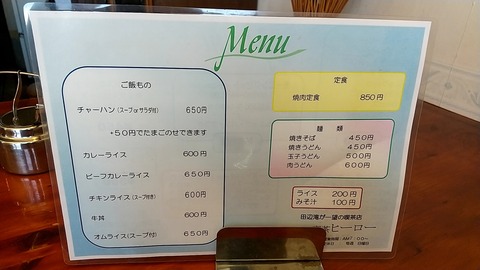 Menu
ご飯もの
チャーハン (スープorサラダ付) 650円
+50円でたまごのせできます
カレーライス 600円
ビーフカレーライス 650円
チキンライス (スープ付き) 600円
牛丼 600円
オムライス(スープ付) 650円
定食
焼肉定食 850円
麺 類
焼きそば 450円
焼きうどん 450円
玉子うどん 500円
肉うどん 600円
ライス 200円
みそ汁 100円
田辺湾が一望の喫茶店
ヒーロー